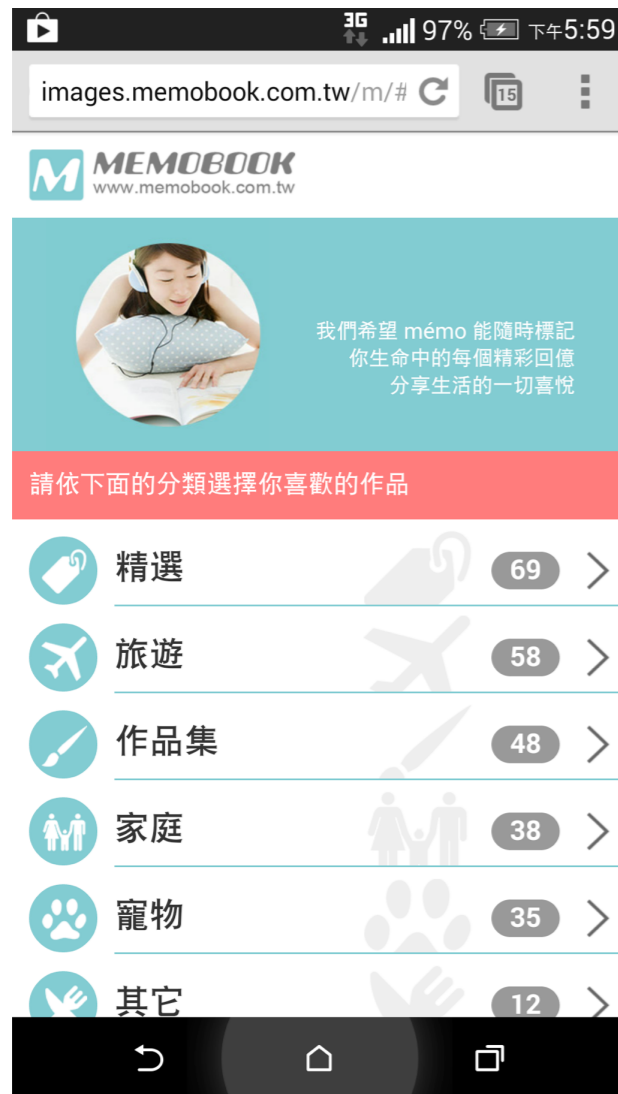 3G 97% 下午5:59
images.memobook.com.tw/m/# 15
M MEMOBOOK
www.memobook.com.tw
我們希望 mémo 能隨時標記
你生命中的每個精彩回億
分享生活的一切喜悅
請依下面的分類選擇你喜歡的作品
精選 69
旅遊 58
作品集 48
家庭 38
寵物 35
其它 12